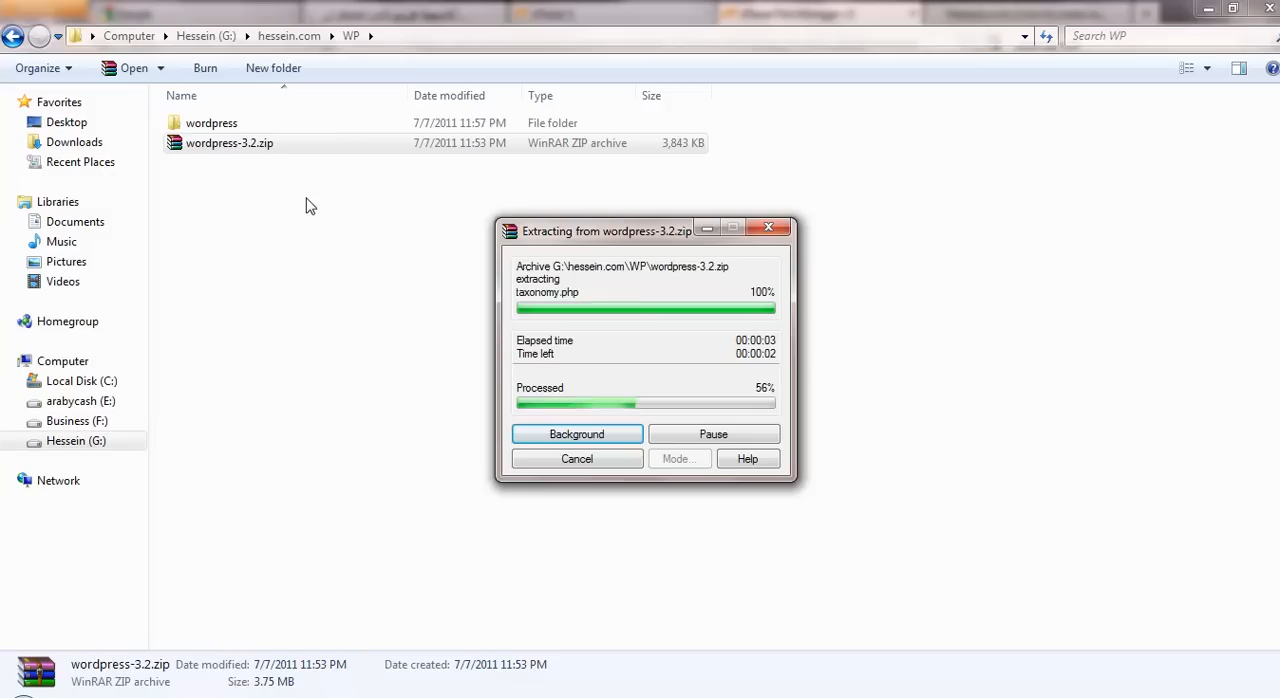 Computer
Hessein (G:)
hessein.com
WP
Search WP
Organize
Open
Burn
New folder
Favorites
Desktop
Downloads
Recent Places
Libraries
Documents
Music
Pictures
Videos
Homegroup
Computer
Local Disk (C:)
arabycash (E:)
Business (F:)
Hessein (G:)
Network
Name Date modified Type Size
wordpress 7/7/2011 11:57 PM File folder
wordpress-3.2.zip 7/7/2011 11:53 PM WinRAR ZIP archive 3,843 KB
Extracting from wordpress-3.2.zip
Archive G:\hessein.com\WP\wordpress-3.2.zip
extracting
taxonomy.php 100%
Elapsed time 00:00:03
Time left 00:00:02
Processed 56%
Background Pause
Cancel Mode... Help
wordpress-3.2.zip Date modified: 7/7/2011 11:53 PM Date created: 7/7/2011 11:53 PM
WinRAR ZIP archive Size: 3.75 MB